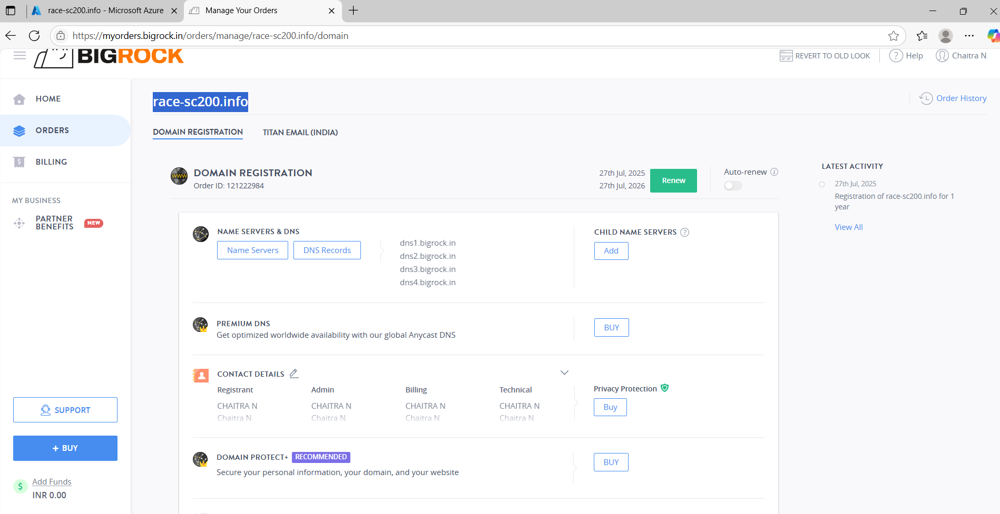 race-sc200.info - Microsoft Azure
Manage Your Orders
https://myorders.bigrock.in/orders/manage/race-sc200.info/domain
BIGROCK
REVERT TO OLD LOOK
? Help
Chaitra N
HOME
ORDERS
BILLING
MY BUSINESS
PARTNER BENEFITS
NEW
SUPPORT
+ BUY
$
Add Funds
INR 0.00
race-sc200.info
Order History
DOMAIN REGISTRATION
TITAN EMAIL (INDIA)
WWW
DOMAIN REGISTRATION
Order ID: 121222984
27th Jul, 2025
27th Jul, 2026
Renew
Auto-renew
NAME SERVERS & DNS
Name Servers
DNS Records
dns1.bigrock.in
dns2.bigrock.in
dns3.bigrock.in
dns4.bigrock.in
CHILD NAME SERVERS ?
Add
PREMIUM DNS
Get optimized worldwide availability with our global Anycast DNS
BUY
CONTACT DETAILS
Registrant
Admin
Billing
Technical
CHAITRA N
CHAITRA N
CHAITRA N
CHAITRA N
Chaitra N
Chaitra N
Chaitra N
Chaitra N
Privacy Protection
Buy
DOMAIN PROTECT+ RECOMMENDED
Secure your personal information, your domain, and your website
BUY
LATEST ACTIVITY
27th Jul, 2025
Registration of race-sc200.info for 1
year
View All